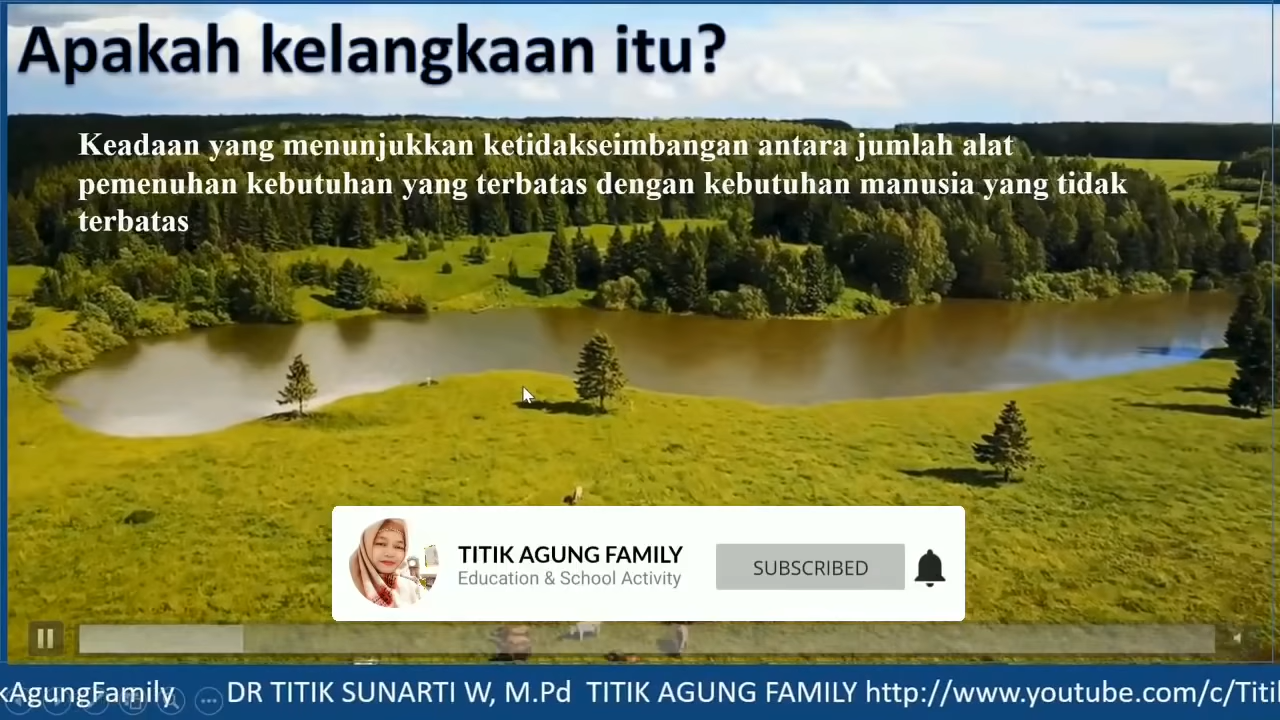 Apakah kelangkaan itu?
Keadaan yang menunjukkan ketidakseimbangan antara jumlah alat
pemenuhan kebutuhan yang terbatas dengan kebutuhan manusia yang tidak
terbatas
TITIK AGUNG FAMILY
Education & School Activity
SUBSCRIBED
kAgungFamily DR TITIK SUNARTI W, M.Pd TITIK AGUNG FAMILY http://www.youtube.com/c/Titi